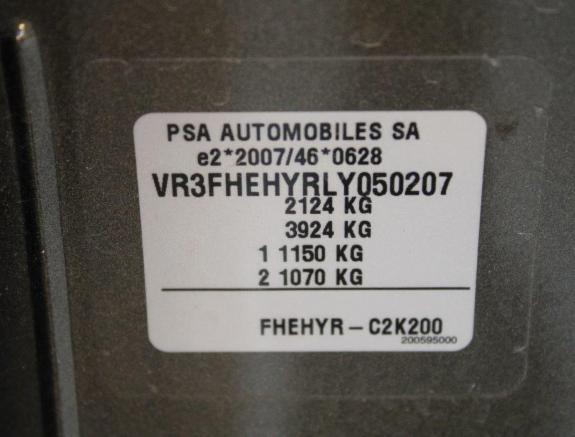 PSA AUTOMOBILES SA
e2*2007/46*0628
VR3FHEHYRLY050207
2124 KG
3924 KG
1 1150 KG
2 1070 KG
FHEHYR – C2K200
200595000